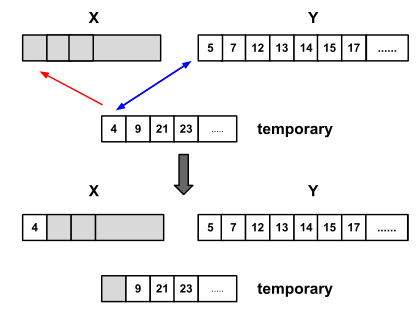 X Y
5 7 12 13 14 15 17 ......
4 9 21 23 ..... temporary
X Y
4 5 7 12 13 14 15 17 ......
9 21 23 ..... temporary